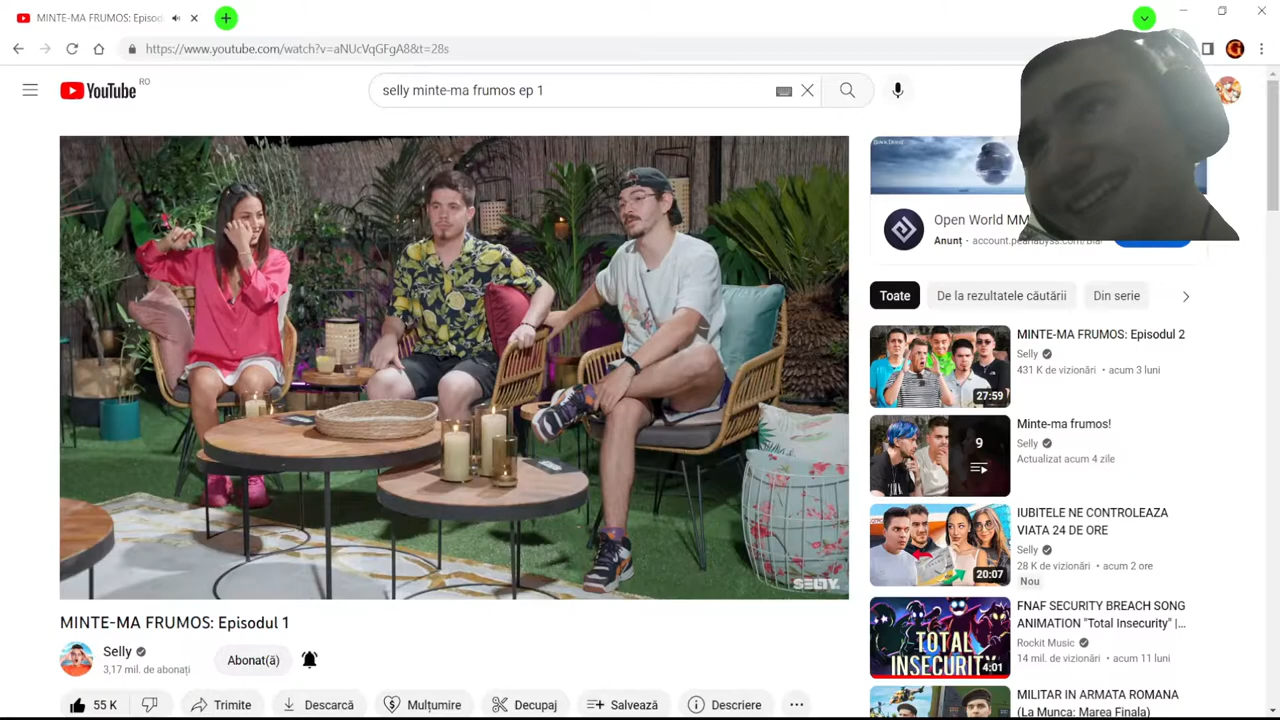 MINTE-MA FRUMOS: Episod
https://www.youtube.com/watch?v=aNUcVqGFgA8&t=28s
G
YouTube RO
selly minte-ma frumos ep 1
Open World MM
Anunț · account.pearlabyss.com/Bla
Toate
De la rezultatele căutării
Din serie
MINTE-MA FRUMOS: Episodul 2
Selly
431 K de vizionări • acum 3 luni
27:59
Minte-ma frumos!
Selly
Actualizat acum 4 zile
9
IUBITELE NE CONTROLEAZA
VIATA 24 DE ORE
Selly
28 K de vizionări • acum 2 ore
Nou
20:07
FNAF SECURITY BREACH SONG
ANIMATION "Total Insecurity" |...
Rockit Music
14 mil. de vizionări • acum 11 luni
TOTAL
INSECURITY
4:01
MILITAR IN ARMATA ROMANA
(La Munca: Marea Finala)
SELLY
MINTE-MA FRUMOS: Episodul 1
Selly
3,17 mil. de abonați
Abonat(ă)
55 K
Trimite
Descarcă
Mulțumire
Decupaj
Salvează
Descriere